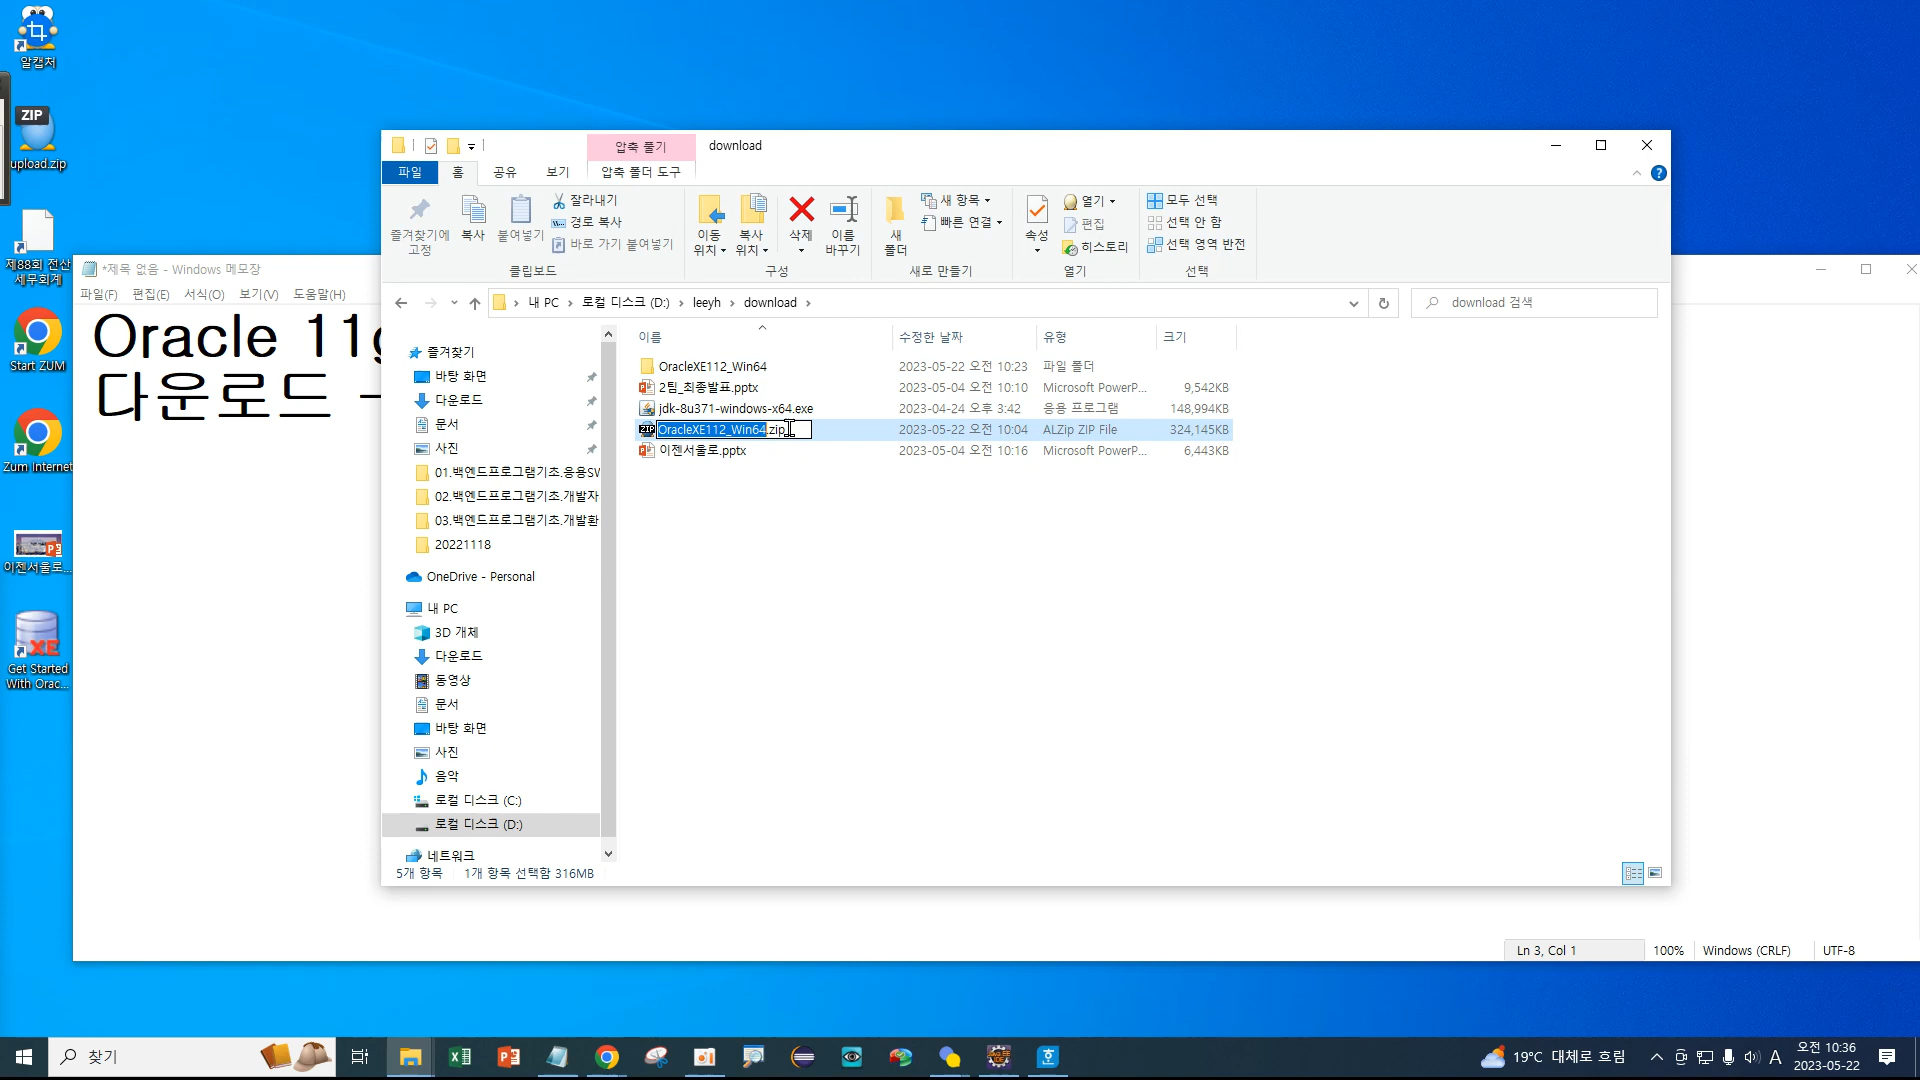 알캡처
ZIP
upload.zip
제88회 전산
세무회계
Start ZUM
Zum Internet
이젠서울로...
XE
Get Started
With Orac...
*제목 없음 - Windows 메모장
파일(F) 편집(E) 서식(O) 보기(V) 도움말(H)
Oracle 11g
다운로드
압축 풀기
download
파일 홈 공유 보기 압축 폴더 도구
즐겨찾기에
고정
복사
붙여넣기
잘라내기
경로 복사
바로 가기 붙여넣기
클립보드
이동
위치
복사
위치
삭제
이름
바꾸기
구성
새
폴더
새 항목
빠른 연결
새로 만들기
속성
열기
편집
히스토리
열기
모두 선택
선택 안 함
선택 영역 반전
선택
내 PC 로컬 디스크 (D:) leeyh download
download 검색
즐겨찾기
바탕 화면
다운로드
문서
사진
01.백엔드프로그램기초.응용SW
02.백엔드프로그램기초.개발자
03.백엔드프로그램기초.개발환
20221118
OneDrive - Personal
내 PC
3D 개체
다운로드
동영상
문서
바탕 화면
사진
음악
로컬 디스크 (C:)
로컬 디스크 (D:)
네트워크
이름 수정한 날짜 유형 크기
OracleXE112_Win64 2023-05-22 오전 10:23 파일 폴더
2팀_최종발표.pptx 2023-05-04 오전 10:10 Microsoft PowerP... 9,542KB
jdk-8u371-windows-x64.exe 2023-04-24 오후 3:42 응용 프로그램 148,994KB
OracleXE112_Win64.zip 2023-05-22 오전 10:04 ALZip ZIP File 324,145KB
이젠서울로.pptx 2023-05-04 오전 10:16 Microsoft PowerP... 6,443KB
5개 항목 1개 항목 선택함 316MB
Ln 3, Col 1 100% Windows (CRLF) UTF-8
찾기
19°C 대체로 흐림
A
오전 10:36
2023-05-22